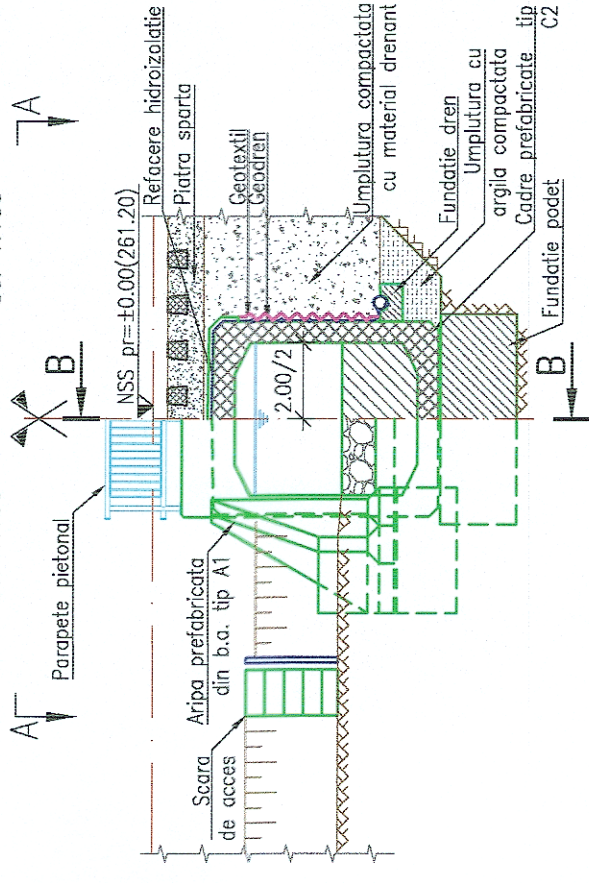 A
A
Refacere hidroizolatie
Piatra sparta
Parapete pietonal
B
NSS pr=±0.00(261.20)
Geotextil
Geodren
Umplutura compactata
cu material drenant
Fundatie dren
Umplutura cu
argila compactata
Cadre prefabricate tip
C2
Fundatie podet
2.00/2
Aripa prefabricata
din b.a. tip A1
Scara
de acces
B